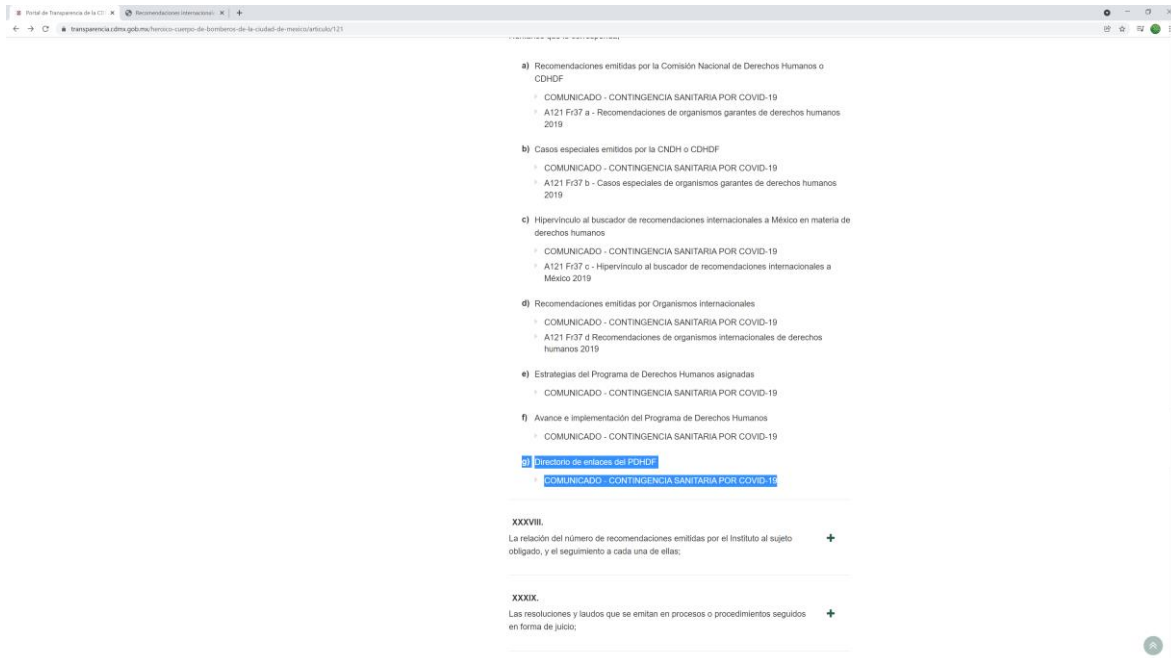 Portal de Transparencia de la CD
Recomendaciones internacionales
transparencia.cdmx.gob.mx/heroico-cuerpo-de-bomberos-de-la-ciudad-de-mexico/articulo/121
a) Recomendaciones emitidas por la Comisión Nacional de Derechos Humanos o
CDHDF
COMUNICADO - CONTINGENCIA SANITARIA POR COVID-19
A121 Fr37 a - Recomendaciones de organismos garantes de derechos humanos
2019
b) Casos especiales emitidos por la CNDH o CDHDF
COMUNICADO - CONTINGENCIA SANITARIA POR COVID-19
A121 Fr37 b - Casos especiales de organismos garantes de derechos humanos
2019
c) Hipervínculo al buscador de recomendaciones internacionales a México en materia de
derechos humanos
COMUNICADO - CONTINGENCIA SANITARIA POR COVID-19
A121 Fr37 c - Hipervínculo al buscador de recomendaciones internacionales a
México 2019
d) Recomendaciones emitidas por Organismos internacionales
COMUNICADO - CONTINGENCIA SANITARIA POR COVID-19
A121 Fr37 d Recomendaciones de organismos internacionales de derechos
humanos 2019
e) Estrategias del Programa de Derechos Humanos asignadas
COMUNICADO - CONTINGENCIA SANITARIA POR COVID-19
f) Avance e implementación del Programa de Derechos Humanos
COMUNICADO - CONTINGENCIA SANITARIA POR COVID-19
g) Directorio de enlaces del PDHDF
COMUNICADO - CONTINGENCIA SANITARIA POR COVID-19
XXXVIII.
La relación del número de recomendaciones emitidas por el Instituto al sujeto
obligado, y el seguimiento a cada una de ellas;
XXXIX.
Las resoluciones y laudos que se emitan en procesos o procedimientos seguidos
en forma de juicio;